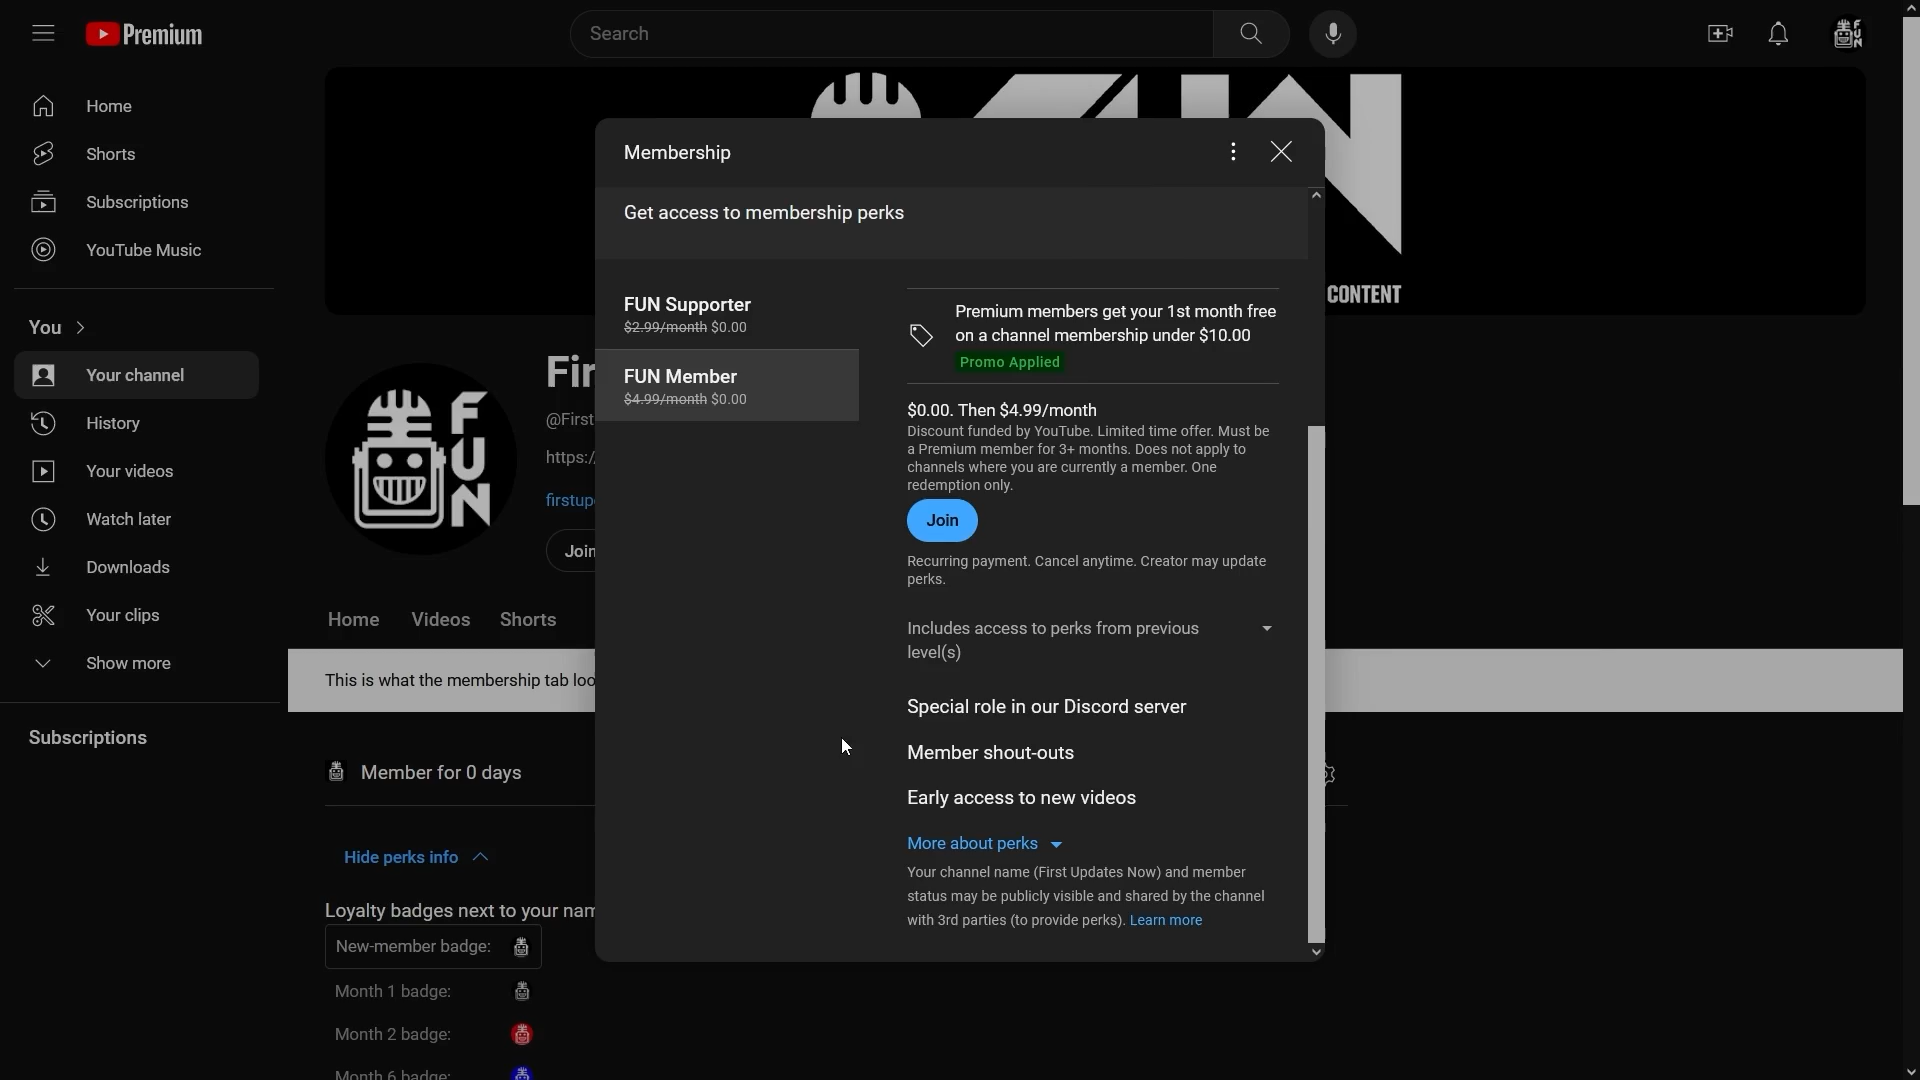 Premium
Search
Home
Shorts
Subscriptions
YouTube Music
You
Your channel
History
Your videos
Watch later
Downloads
Your clips
Show more
Subscriptions
CONTENT
FUN
Fir
@First
https:/
firstup
Join
Home Videos Shorts
This is what the membership tab loo
Member for 0 days
Hide perks info
Loyalty badges next to your nam
New-member badge:
Month 1 badge:
Month 2 badge:
Month 6 badge:
Membership
Get access to membership perks
FUN Supporter
$2.99/month $0.00
FUN Member
$4.99/month $0.00
Premium members get your 1st month free
on a channel membership under $10.00
Promo Applied
$0.00. Then $4.99/month
Discount funded by YouTube. Limited time offer. Must be
a Premium member for 3+ months. Does not apply to
channels where you are currently a member. One
redemption only.
Join
Recurring payment. Cancel anytime. Creator may update
perks.
Includes access to perks from previous
level(s)
Special role in our Discord server
Member shout-outs
Early access to new videos
More about perks
Your channel name (First Updates Now) and member
status may be publicly visible and shared by the channel
with 3rd parties (to provide perks). Learn more